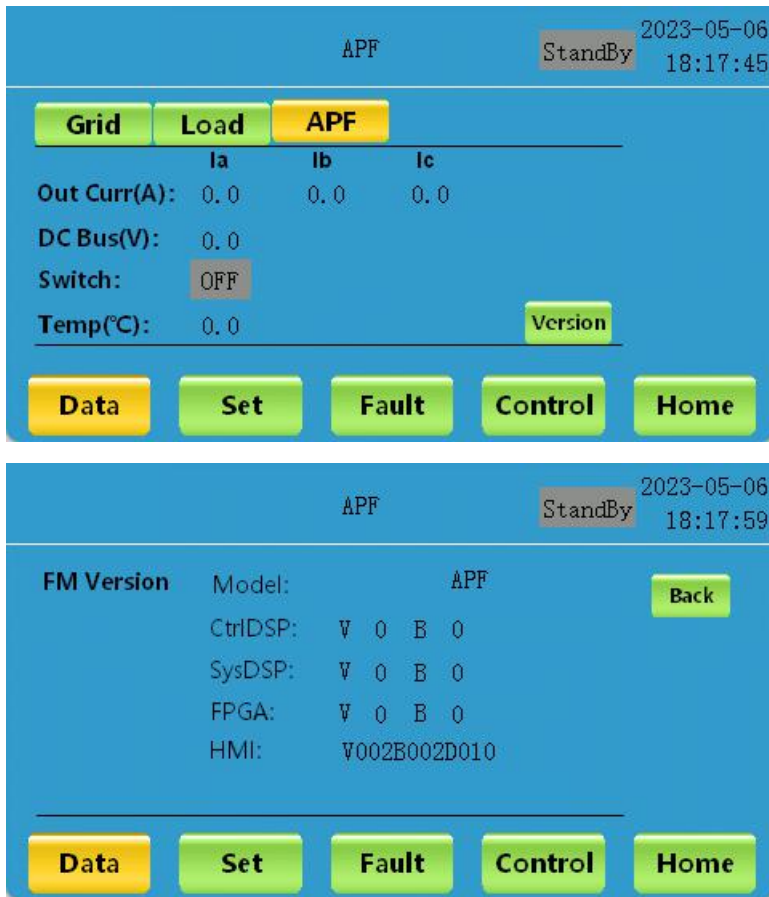 APF
StandBy
2023-05-06
18:17:45
Grid Load APF
Ia Ib Ic
Out Curr(A): 0.0 0.0 0.0
DC Bus(V): 0.0
Switch: OFF
Temp(℃): 0.0 Version
Data Set Fault Control Home
APF
StandBy
2023-05-06
18:17:59
FM Version Model: APF Back
CtrlDSP: V 0 B 0
SysDSP: V 0 B 0
FPGA: V 0 B 0
HMI: V002B002D010
Data Set Fault Control Home